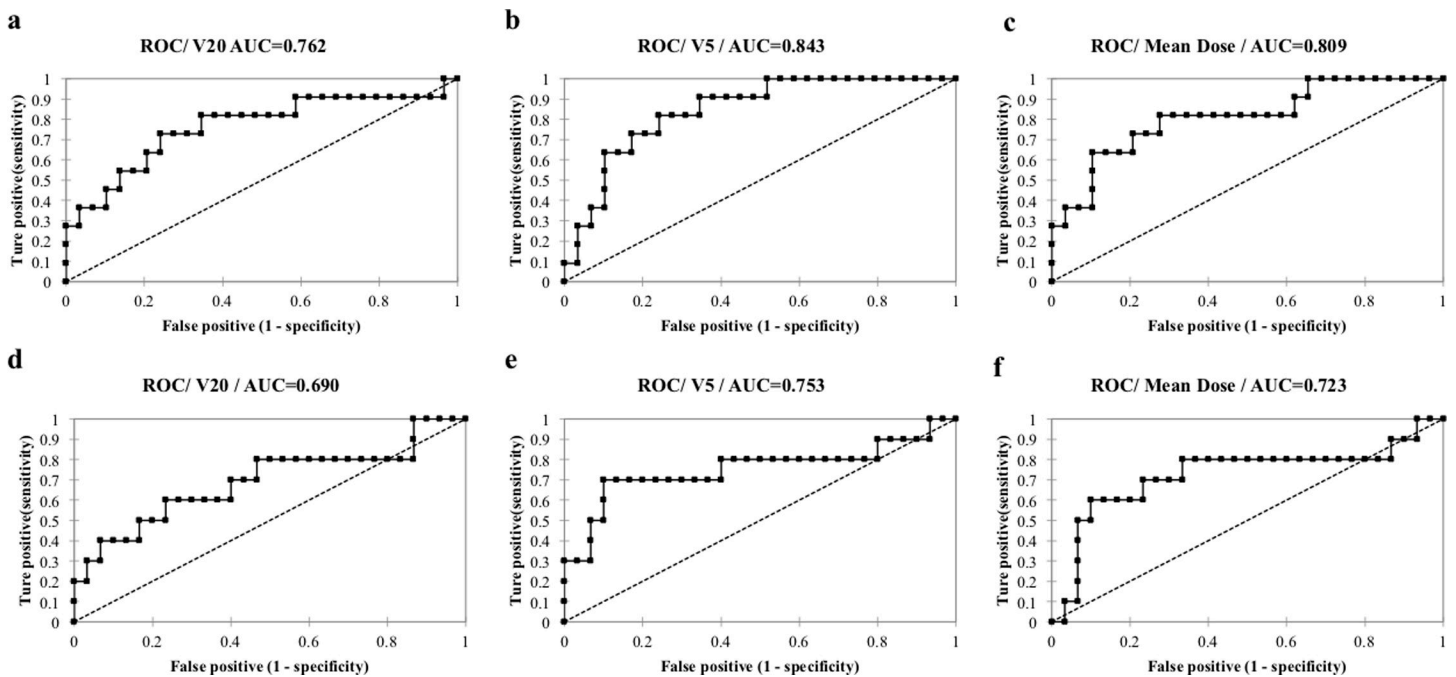 a
ROC/ V20 AUC=0.762
Ture positive(sensitivity)
1
0.9
0.8
0.7
0.6
0.5
0.4
0.3
0.2
0.1
0
0 0.2 0.4 0.6 0.8 1
False positive (1 - specificity)
b
ROC/ V5 / AUC=0.843
Ture positive(sensitivity)
1
0.9
0.8
0.7
0.6
0.5
0.4
0.3
0.2
0.1
0
0 0.2 0.4 0.6 0.8 1
False positive (1 - specificity)
c
ROC/ Mean Dose / AUC=0.809
Ture positive(sensitivity)
1
0.9
0.8
0.7
0.6
0.5
0.4
0.3
0.2
0.1
0
0 0.2 0.4 0.6 0.8 1
False positive (1 - specificity)
d
ROC/ V20 / AUC=0.690
Ture positive(sensitivity)
1
0.9
0.8
0.7
0.6
0.5
0.4
0.3
0.2
0.1
0
0 0.2 0.4 0.6 0.8 1
False positive (1 - specificity)
e
ROC/ V5 / AUC=0.753
Ture positive(sensitivity)
1
0.9
0.8
0.7
0.6
0.5
0.4
0.3
0.2
0.1
0
0 0.2 0.4 0.6 0.8 1
False positive (1 - specificity)
f
ROC/ Mean Dose / AUC=0.723
Ture positive(sensitivity)
1
0.9
0.8
0.7
0.6
0.5
0.4
0.3
0.2
0.1
0
0 0.2 0.4 0.6 0.8 1
False positive (1 - specificity)